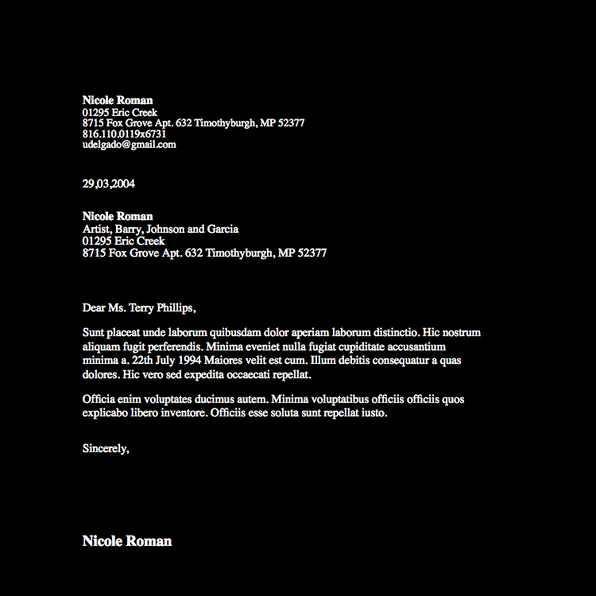 Nicole Roman
01295 Eric Creek
8715 Fox Grove Apt. 632 Timothyburgh, MP 52377
816.110.0119x6731
udelgado@gmail.com
29,03,2004
Nicole Roman
Artist, Barry, Johnson and Garcia
01295 Eric Creek
8715 Fox Grove Apt. 632 Timothyburgh, MP 52377
Dear Ms. Terry Phillips,
Sunt placeat unde laborum quibusdam dolor aperiam laborum distinctio. Hic nostrum
aliquam fugit perferendis. Minima eveniet nulla fugiat cupiditate accusantium
minima a. 22th July 1994 Maiores velit est cum. Illum debitis consequatur a quas
dolores. Hic vero sed expedita occaecati repellat.
Officia enim voluptates ducimus autem. Minima voluptatibus officiis officiis quos
explicabo libero inventore. Officiis esse soluta sunt repellat iusto.
Sincerely,
Nicole Roman